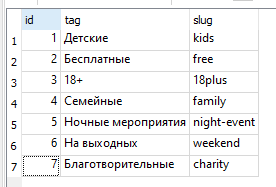 id tag slug
1 1 Детские kids
2 2 Бесплатные free
3 3 18+ 18plus
4 4 Семейные family
5 5 Ночные мероприятия night-event
6 6 На выходных weekend
7 7 Благотворительные charity